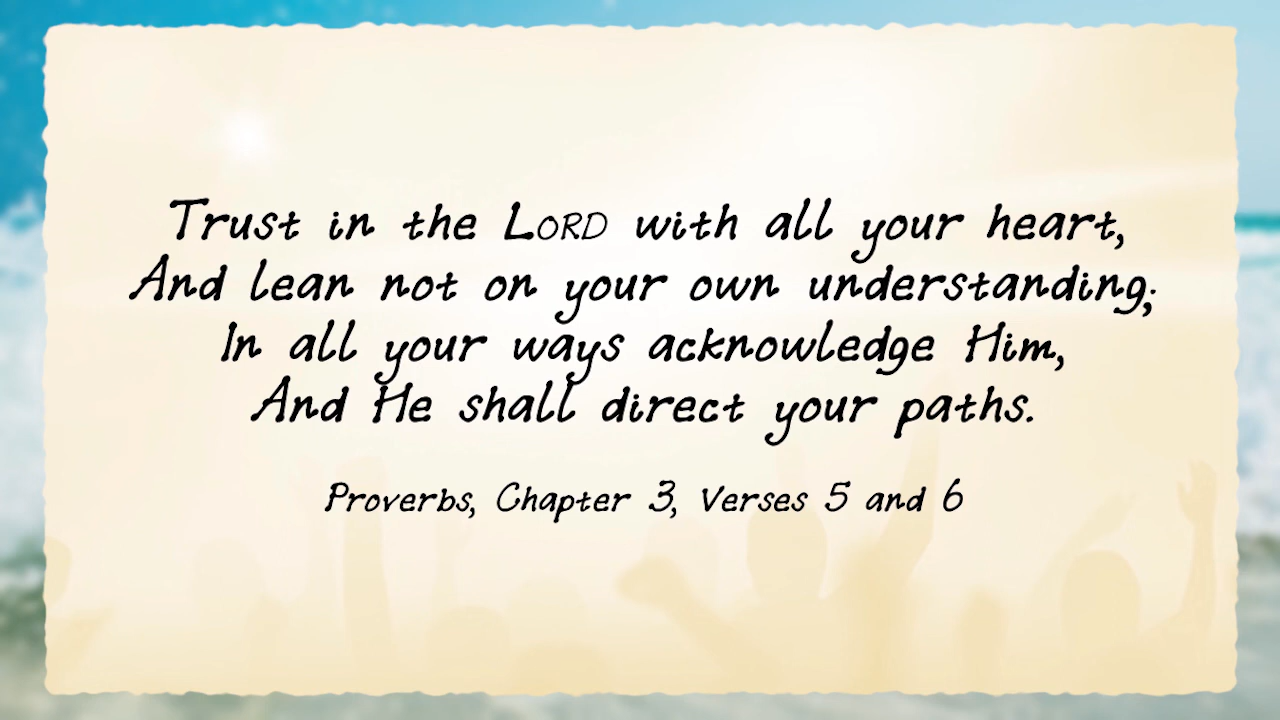 Trust in the LORD with all your heart,
And lean not on your own understanding;
In all your ways acknowledge Him,
And He shall direct your paths.
Proverbs, Chapter 3, Verses 5 and 6